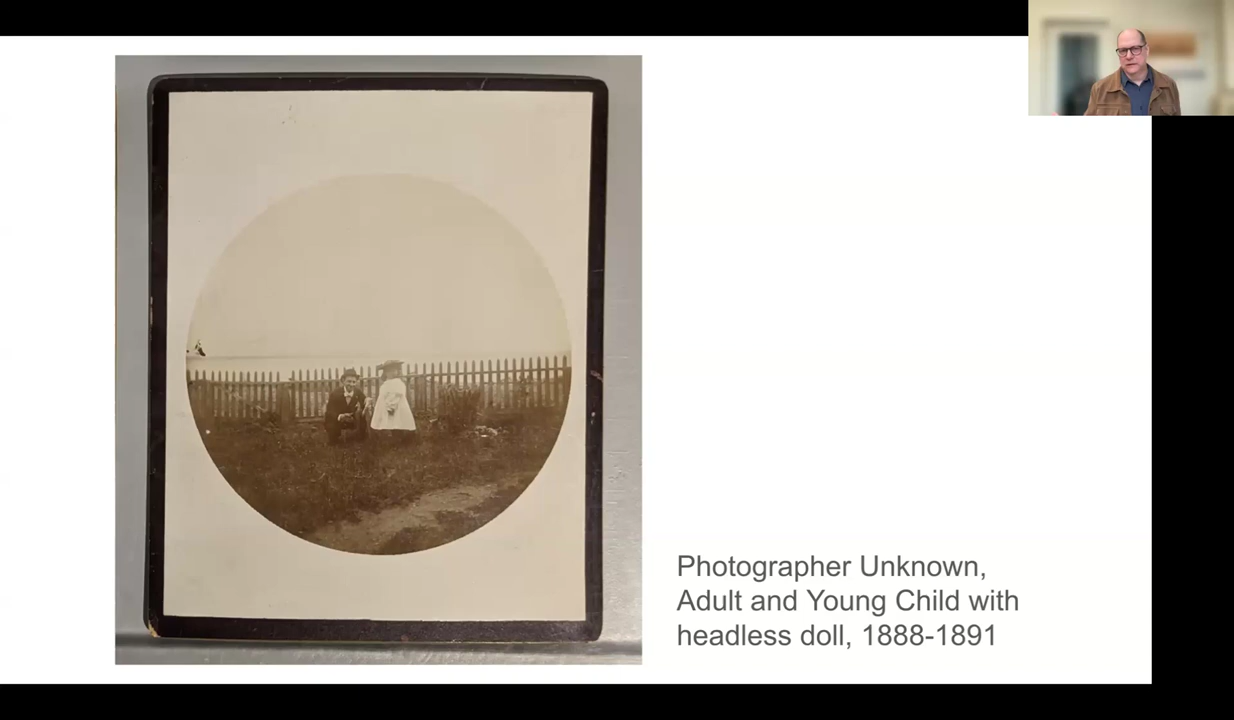 Photographer Unknown,
Adult and Young Child with
headless doll, 1888-1891